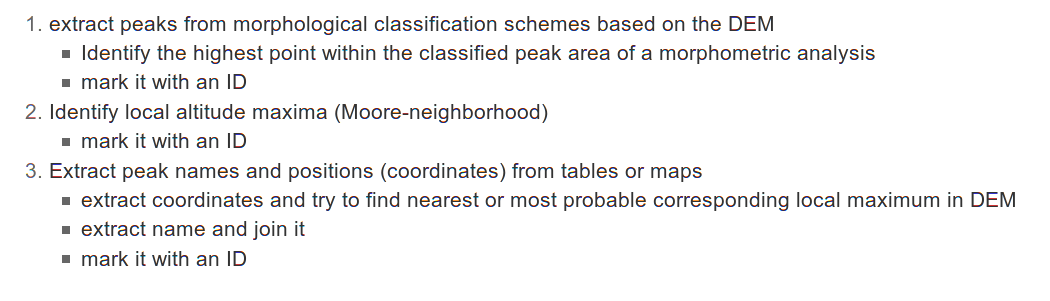 1. extract peaks from morphological classification schemes based on the DEM
▪ Identify the highest point within the classified peak area of a morphometric analysis
▪ mark it with an ID
2. Identify local altitude maxima (Moore-neighborhood)
▪ mark it with an ID
3. Extract peak names and positions (coordinates) from tables or maps
▪ extract coordinates and try to find nearest or most probable corresponding local maximum in DEM
▪ extract name and join it
▪ mark it with an ID